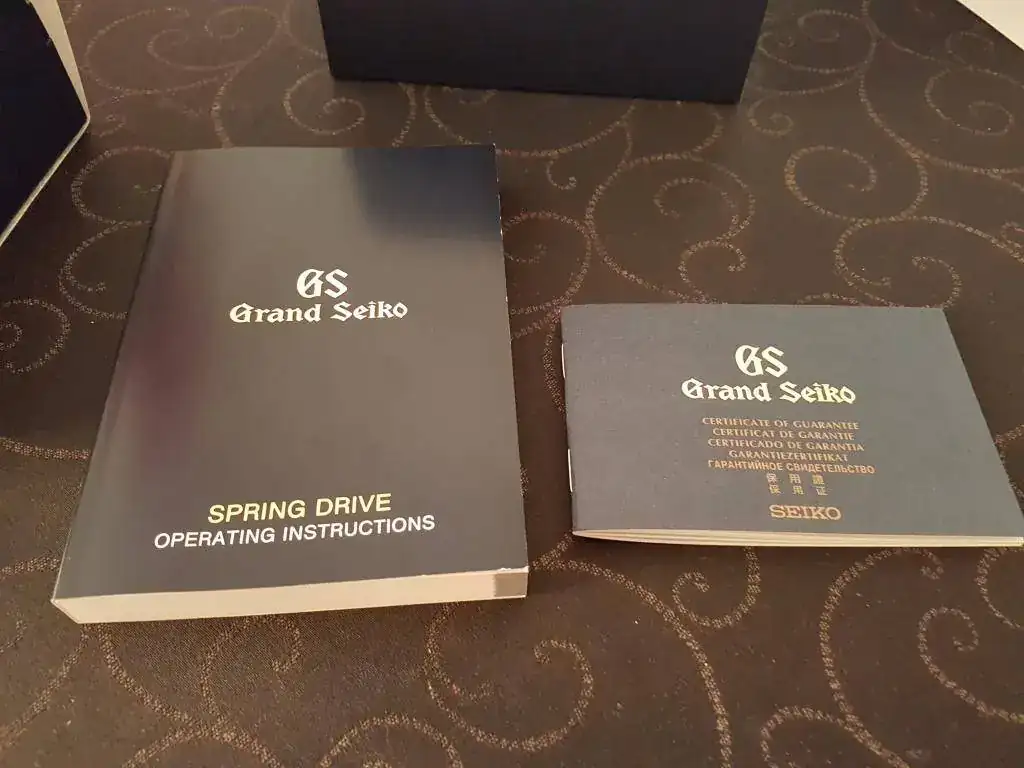 GS
Grand Seiko
SPRING DRIVE
OPERATING INSTRUCTIONS
GS
Grand Seiko
CERTIFICATE OF GUARANTEE
CERTIFICAT DE GARANTIE
CERTIFICADO DE GARANTIA
GARANTIEZERTIFIKAT
ГАРАНТИЙНОЕ СВИДЕТЕЛЬСТВО
保用證
保用证
SEIKO